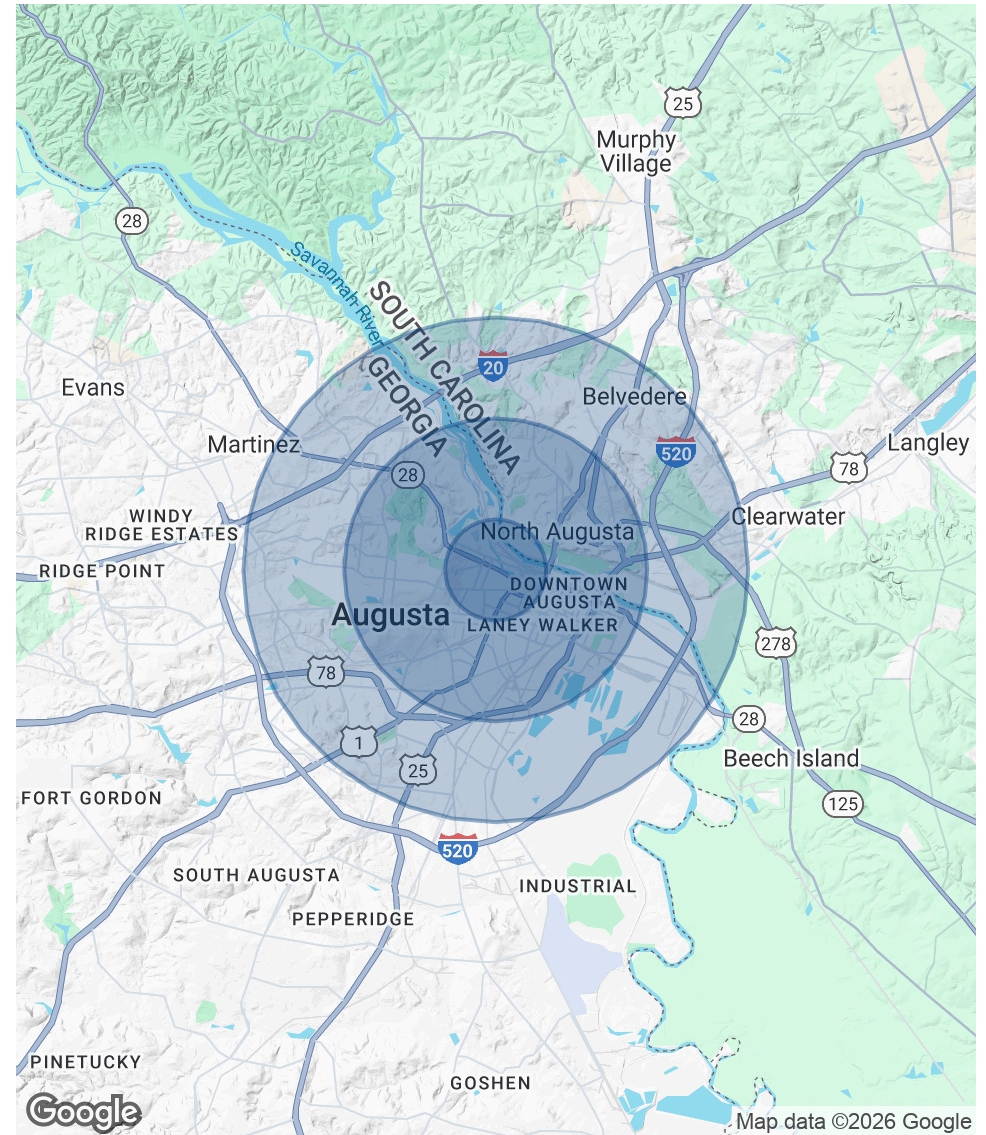 25
Murphy
Village
28
Savannah River
SOUTH CAROLINA
GEORGIA
20
Evans
Belvedere
Martinez
520
Langley
28
78
WINDY
RIDGE ESTATES
Clearwater
North Augusta
RIDGE POINT
DOWNTOWN
AUGUSTA
Augusta
LANEY WALKER
278
78
28
1
Beech Island
25
FORT GORDON
125
520
SOUTH AUGUSTA
INDUSTRIAL
PEPPERIDGE
PINETUCKY
GOSHEN
Google
Map data ©2026 Google